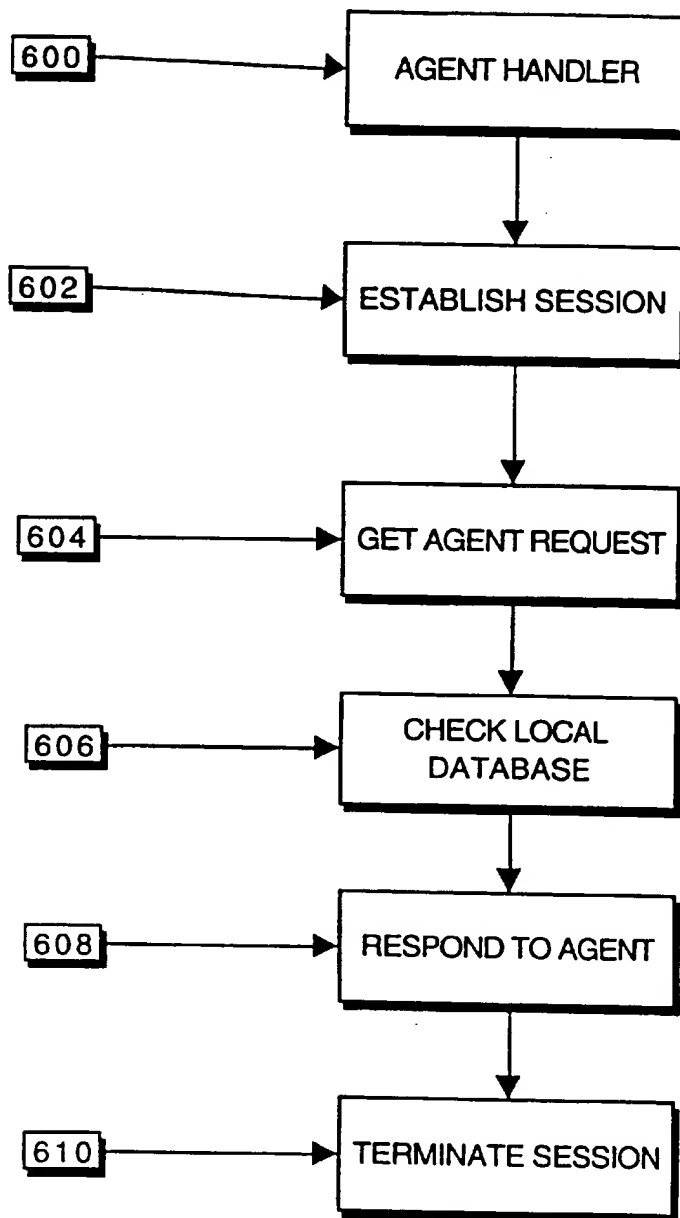 600
AGENT HANDLER
602
ESTABLISH SESSION
604
GET AGENT REQUEST
606
CHECK LOCAL
DATABASE
608
RESPOND TO AGENT
610
TERMINATE SESSION